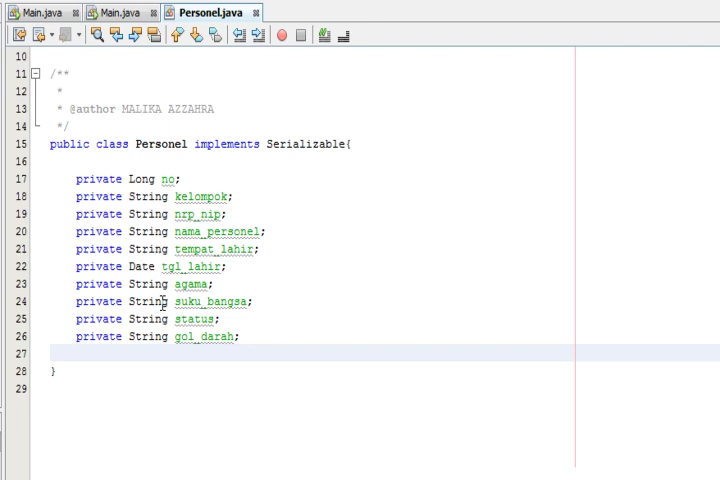 Main.java Main.java Personel.java
10
11 /**
12 *
13 * @author MALIKA AZZAHRA
14 */
15 public class Personel implements Serializable{
16
17 private Long no;
18 private String kelompok;
19 private String nrp_nip;
20 private String nama_personel;
21 private String tempat_lahir;
22 private Date tgl_lahir;
23 private String agama;
24 private String suku_bangsa;
25 private String status;
26 private String gol_darah;
27
28 }
29